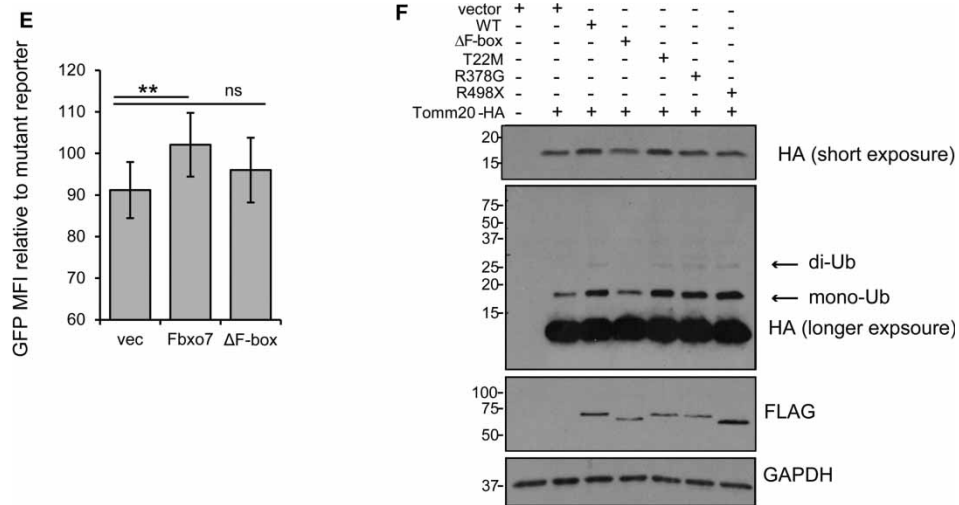 E
GFP MFI relative to mutant reporter
120
110
100
90
80
70
60
**
ns
vec Fbxo7 ΔF-box
F
vector + + - - - - -
WT - - + - - - -
ΔF-box - - - + - - -
T22M - - - - + - -
R378G - - - - - + -
R498X - - - - - - +
Tomm20-HA - + + + + + +
20
15
HA (short exposure)
75
50
37
25
20
15
← di-Ub
← mono-Ub
HA (longer expsoure)
100
75
50
FLAG
37
GAPDH